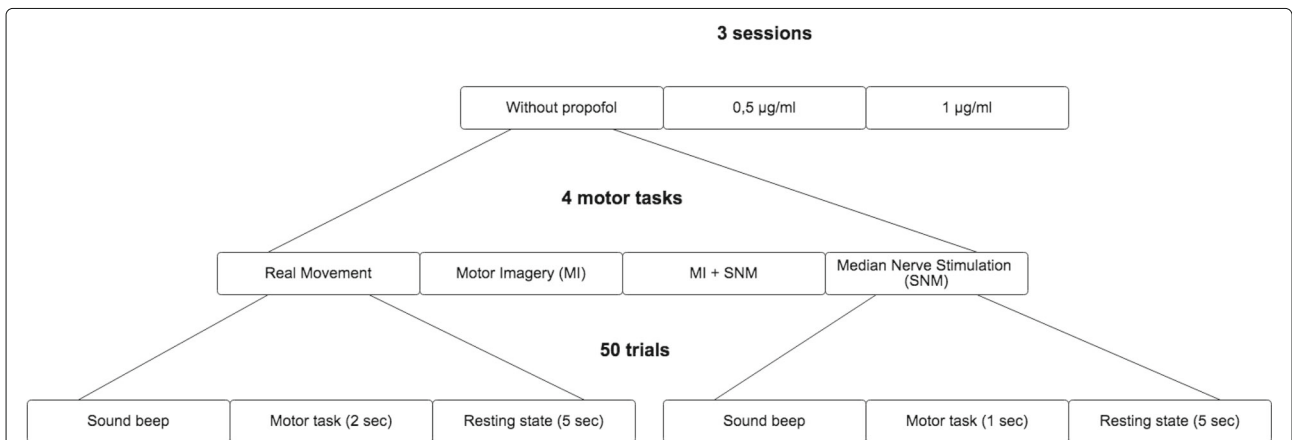 3 sessions
Without propofol
0,5 µg/ml
1 µg/ml
4 motor tasks
Real Movement
Motor Imagery (MI)
MI + SNM
Median Nerve Stimulation
(SNM)
50 trials
Sound beep
Motor task (2 sec)
Resting state (5 sec)
Sound beep
Motor task (1 sec)
Resting state (5 sec)